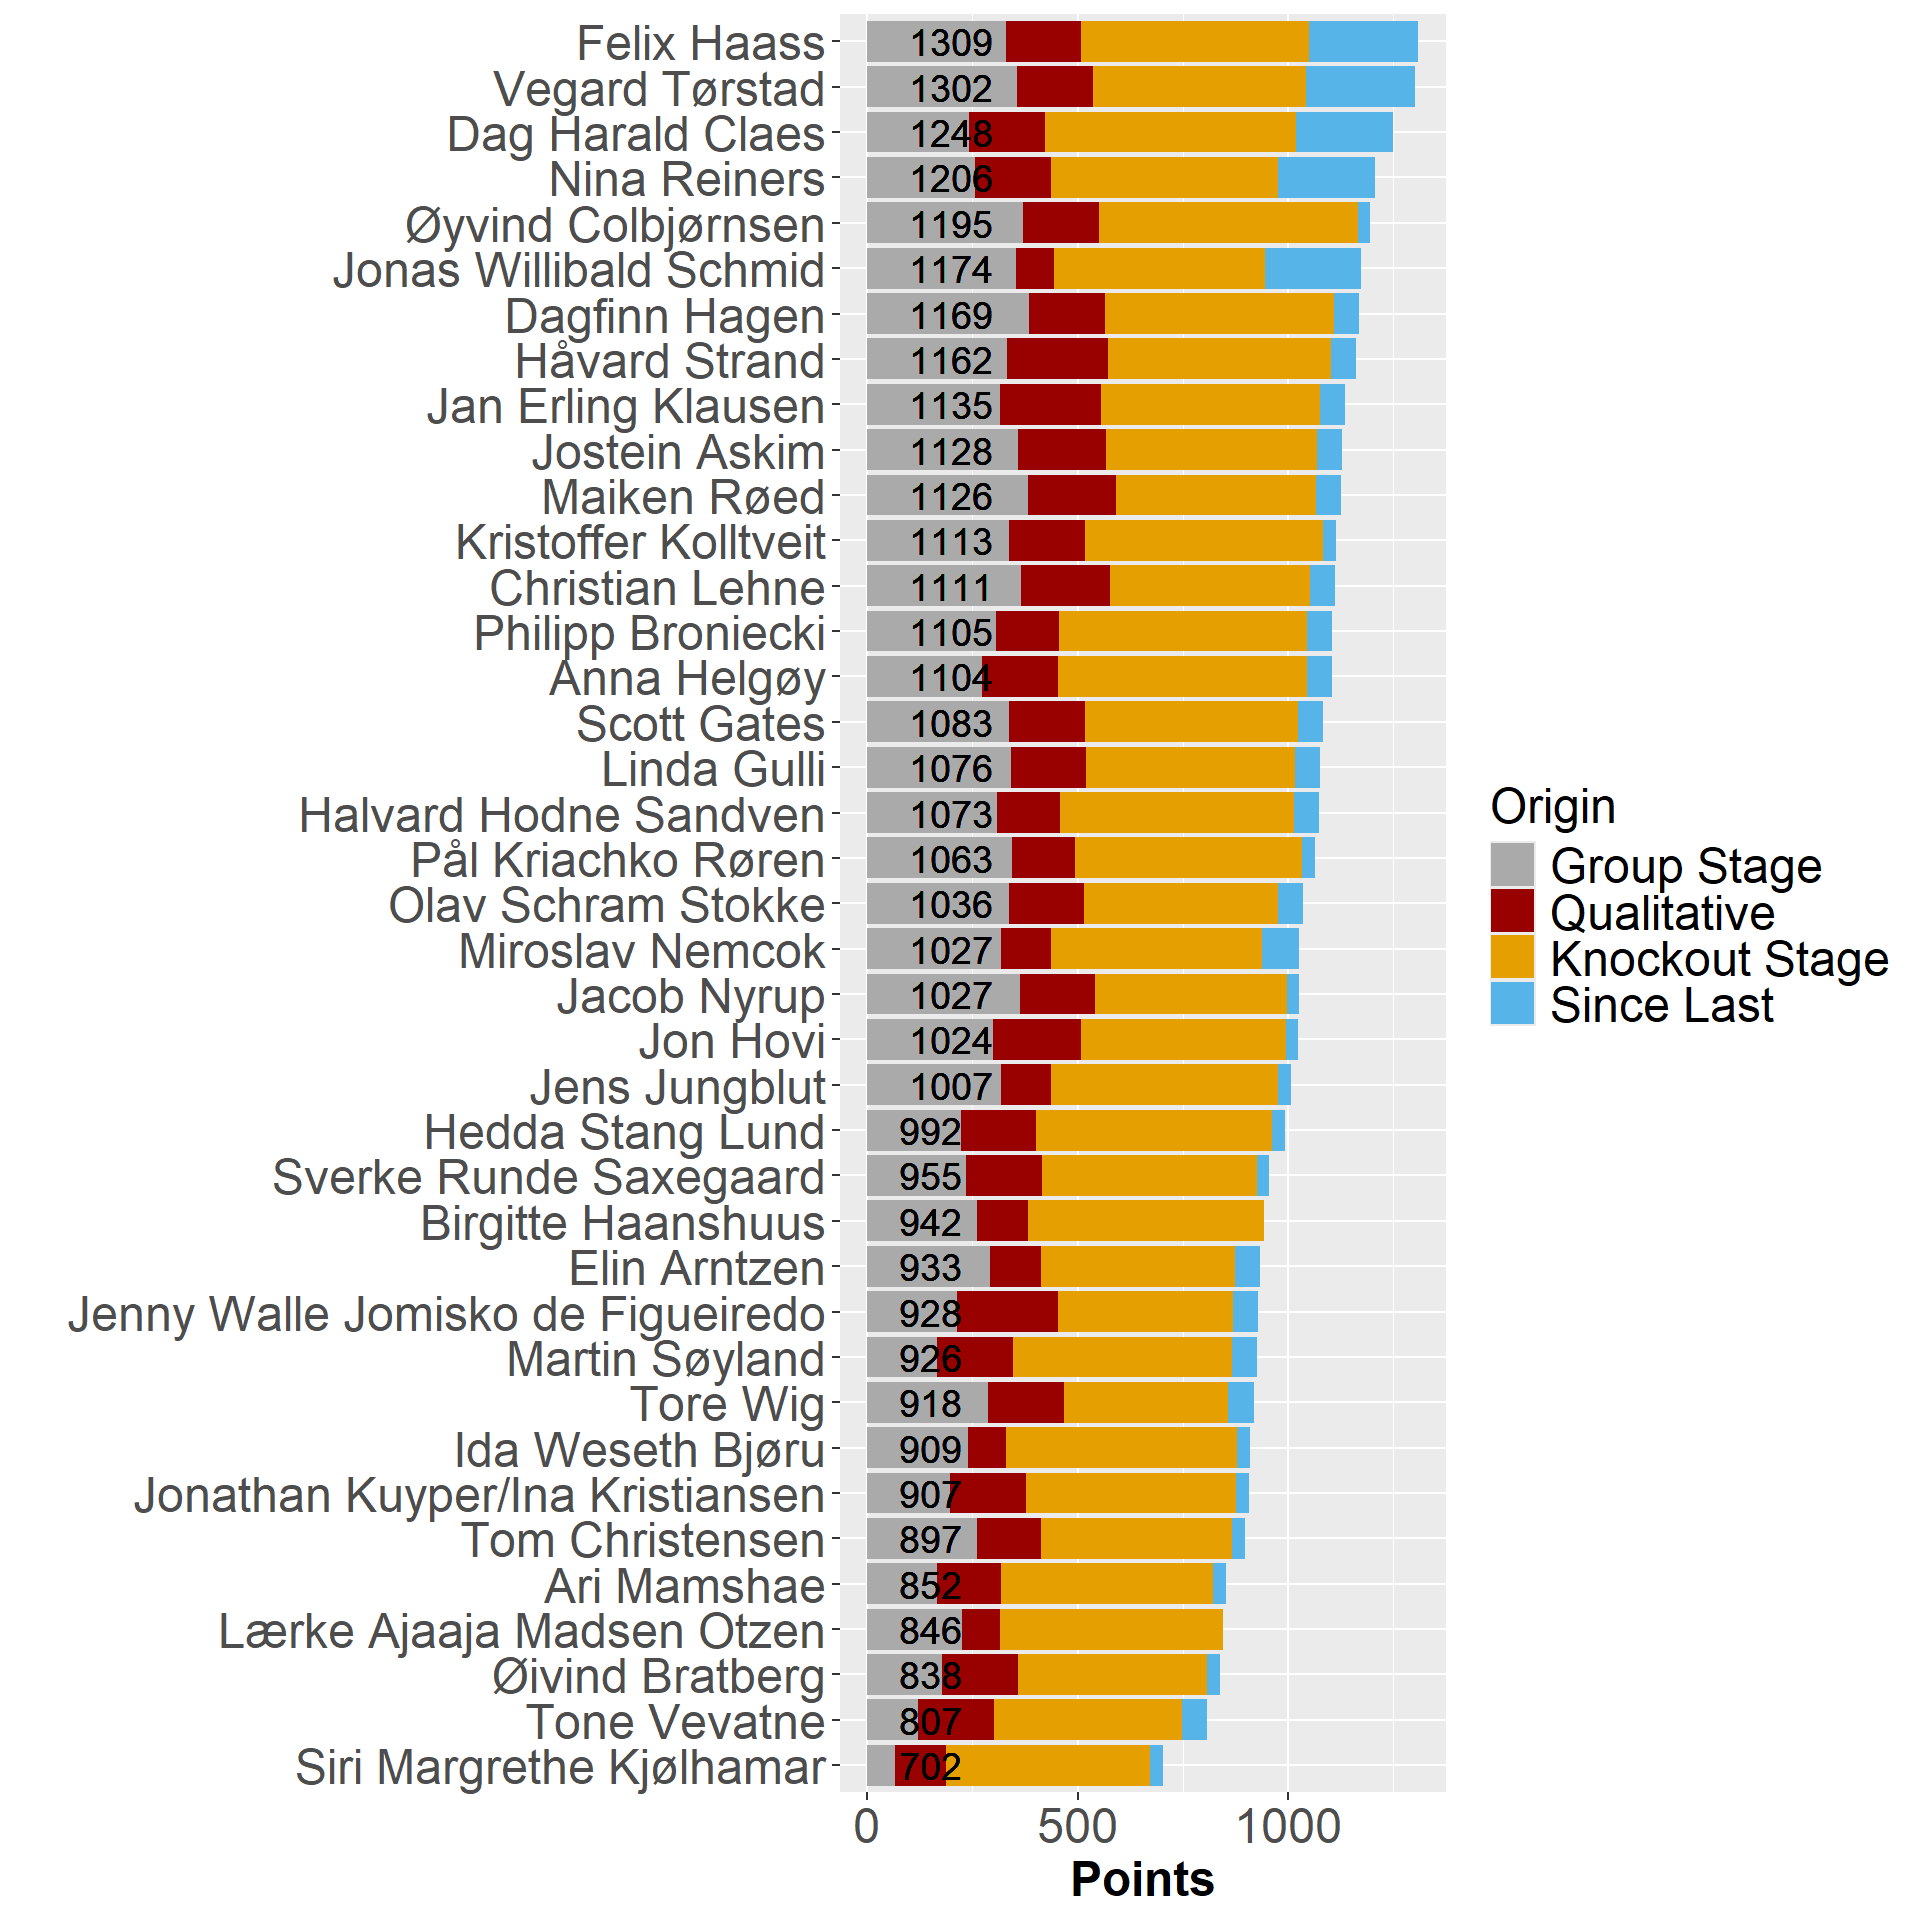 Felix Haass 1309
Vegard Tørstad 1302
Dag Harald Claes 1248
Nina Reiners 1206
Øyvind Colbjørnsen 1195
Jonas Willibald Schmid 1174
Dagfinn Hagen 1169
Håvard Strand 1162
Jan Erling Klausen 1135
Jostein Askim 1128
Maiken Røed 1126
Kristoffer Kolltveit 1113
Christian Lehne 1111
Philipp Broniecki 1105
Anna Helgøy 1104
Scott Gates 1083
Linda Gulli 1076
Halvard Hodne Sandven 1073
Pål Kriachko Røren 1063
Olav Schram Stokke 1036
Miroslav Nemcok 1027
Jacob Nyrup 1027
Jon Hovi 1024
Jens Jungblut 1007
Hedda Stang Lund 992
Sverke Runde Saxegaard 955
Birgitte Haanshuus 942
Elin Arntzen 933
Jenny Walle Jomisko de Figueiredo 928
Martin Søyland 926
Tore Wig 918
Ida Weseth Bjøru 909
Jonathan Kuyper/Ina Kristiansen 907
Tom Christensen 897
Ari Mamshae 852
Lærke Ajaaja Madsen Otzen 846
Øivind Bratberg 838
Tone Vevatne 807
Siri Margrethe Kjølhamar 702
0 500 1000
Points
Origin
Group Stage
Qualitative
Knockout Stage
Since Last